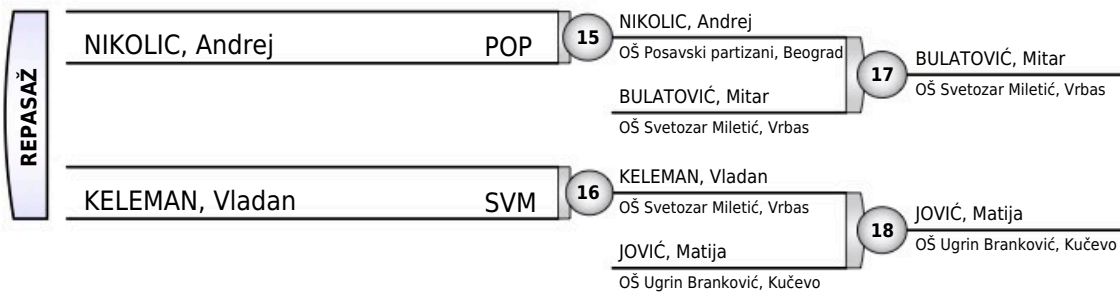 REPASAŽ
NIKOLIC, Andrej POP
15
NIKOLIC, Andrej
OŠ Posavski partizani, Beograd
BULATOVIĆ, Mitar
OŠ Svetozar Miletić, Vrbas
17
BULATOVIĆ, Mitar
OŠ Svetozar Miletić, Vrbas
KELEMAN, Vladan SVM
16
KELEMAN, Vladan
OŠ Svetozar Miletić, Vrbas
JOVIĆ, Matija
OŠ Ugrin Branković, Kučevo
18
JOVIĆ, Matija
OŠ Ugrin Branković, Kučevo